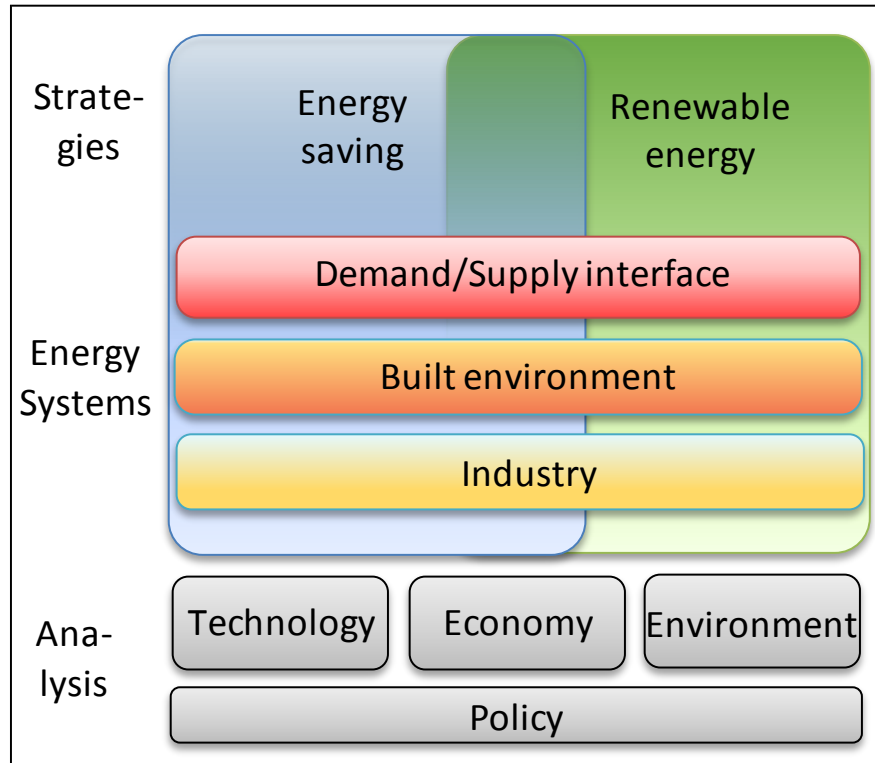 Strate-
gies
Energy
saving
Renewable
energy
Demand/Supply interface
Energy
Systems
Built environment
Industry
Ana-
lysis
Technology
Economy
Environment
Policy